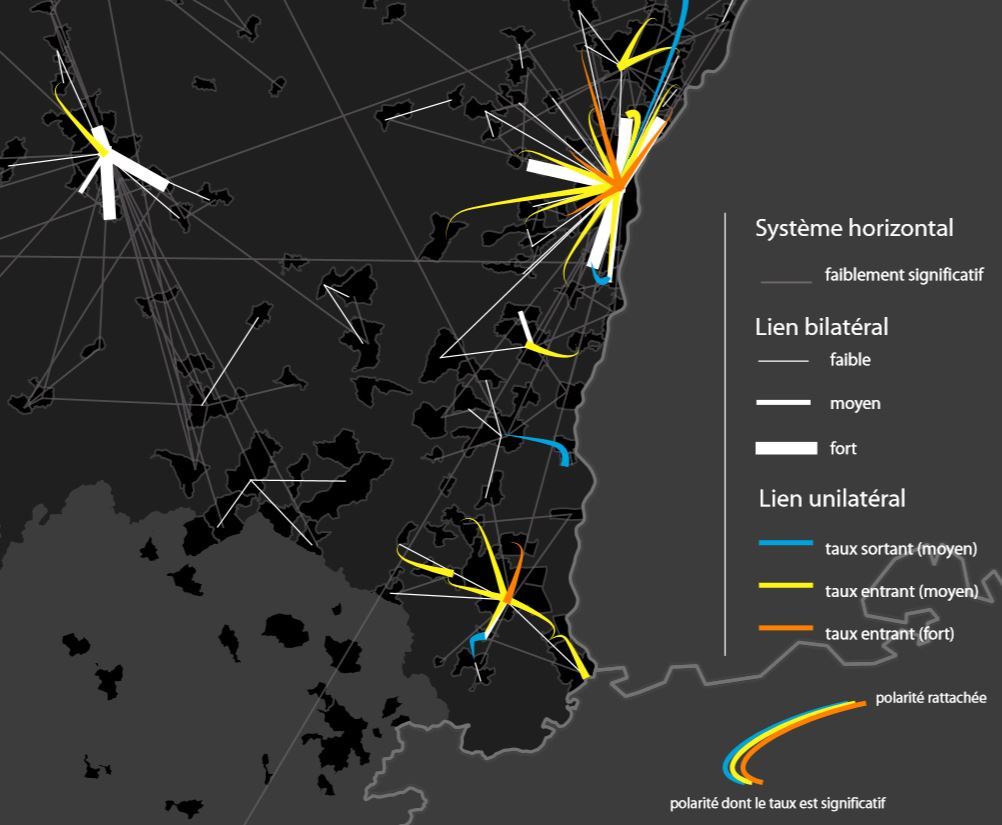 Système horizontal
faiblement significatif
Lien bilatéral
faible
moyen
fort
Lien unilatéral
taux sortant (moyen)
taux entrant (moyen)
taux entrant (fort)
polarité rattachée
polarité dont le taux est significatif